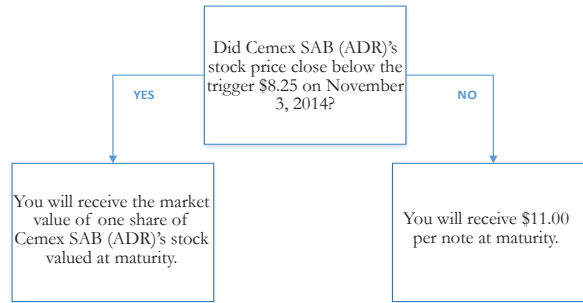 Did Cemex SAB (ADR)'s
stock price close below the
trigger $8.25 on November
3, 2014?
YES
NO
You will receive the market
value of one share of
Cemex SAB (ADR)'s stock
valued at maturity.
You will receive $11.00
per note at maturity.